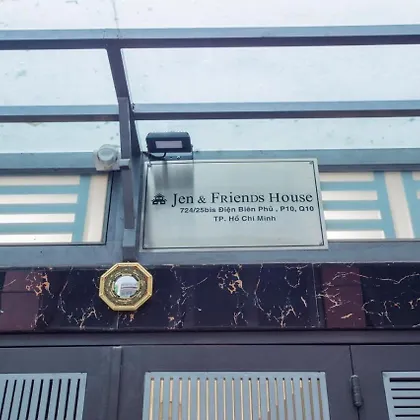 Jen & Friends House
724/25bis Điện Biên Phủ , P10, Q10
TP. Hồ Chí Minh